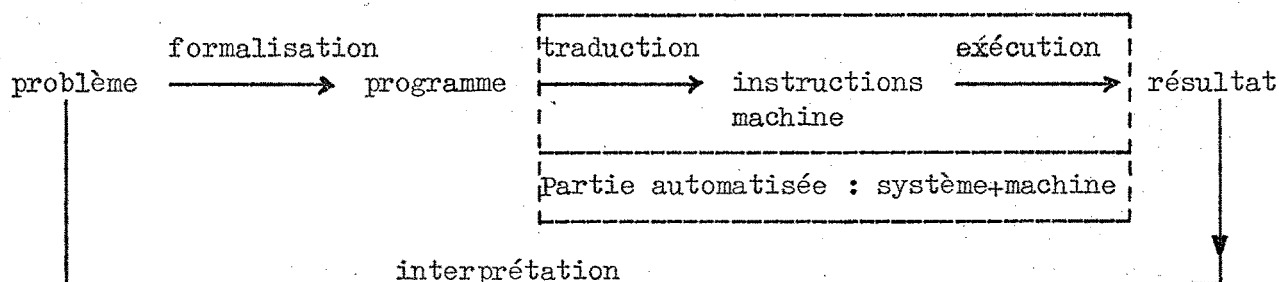 formalisation traduction exécution
problème programme instructions résultat
machine
Partie automatisée : système+machine
interprétation